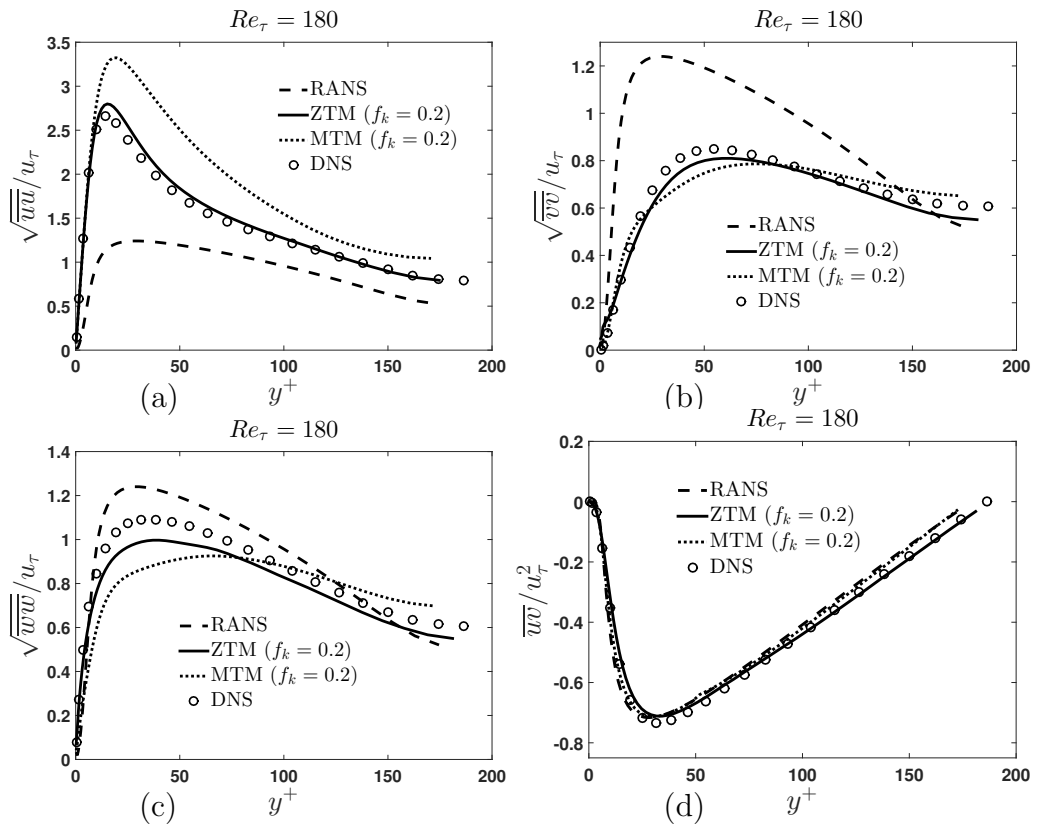 Re_τ = 180
4
3.5
3
2.5
2
1.5
1
0.5
0
√uu/u_τ
RANS
ZTM (f_k = 0.2)
MTM (f_k = 0.2)
DNS
0 50 100 150 200
(a) y^+
Re_τ = 180
1.2
0.8
0.4
0
√vv/u_τ
RANS
ZTM (f_k = 0.2)
MTM (f_k = 0.2)
DNS
0 50 100 150 200
y^+
(b)
Re_τ = 180
1.4
1.2
1
0.8
0.6
0.4
0.2
0
√ww/u_τ
RANS
ZTM (f_k = 0.2)
MTM (f_k = 0.2)
DNS
0 50 100 150 200
(c) y^+
Re_τ = 180
0.2
0
-0.2
-0.4
-0.6
-0.8
uv/u_τ^2
RANS
ZTM (f_k = 0.2)
MTM (f_k = 0.2)
DNS
0 50 100 150 200
(d) y^+